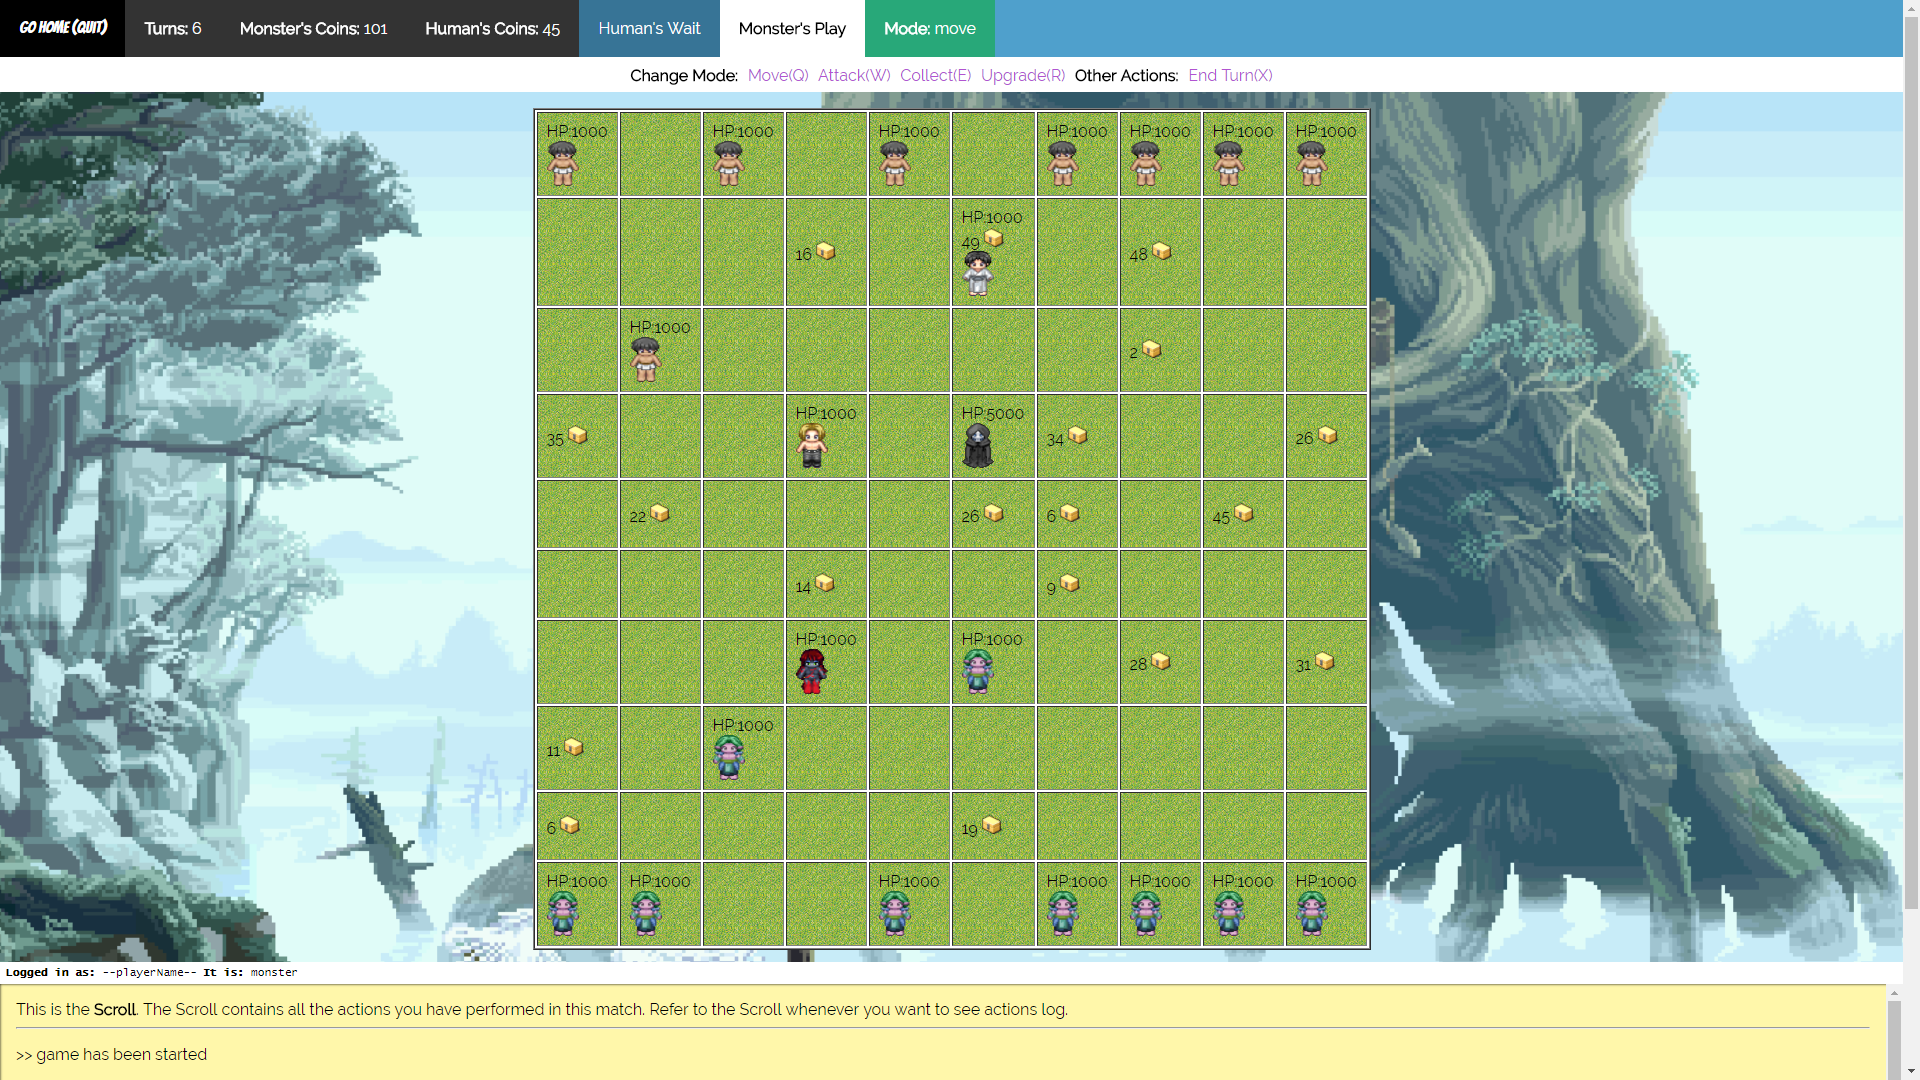 GO HOME (QUIT) Turns: 6 Monster's Coins: 101 Human's Coins: 45 Human's Wait Monster's Play Mode: move
Change Mode: Move(Q) Attack(W) Collect(E) Upgrade(R) Other Actions: End Turn(X)
HP:1000 HP:1000 HP:1000 HP:1000 HP:1000 HP:1000 HP:1000
HP:1000
16 49 48
HP:1000
2
HP:1000 HP:5000
35 34 26
22 26 6 45
14 9
HP:1000 HP:1000
28 31
HP:1000
11
6 19
HP:1000 HP:1000 HP:1000 HP:1000 HP:1000 HP:1000 HP:1000
Logged in as: --playerName-- It is: monster
This is the Scroll. The Scroll contains all the actions you have performed in this match. Refer to the Scroll whenever you want to see actions log.
>> game has been started